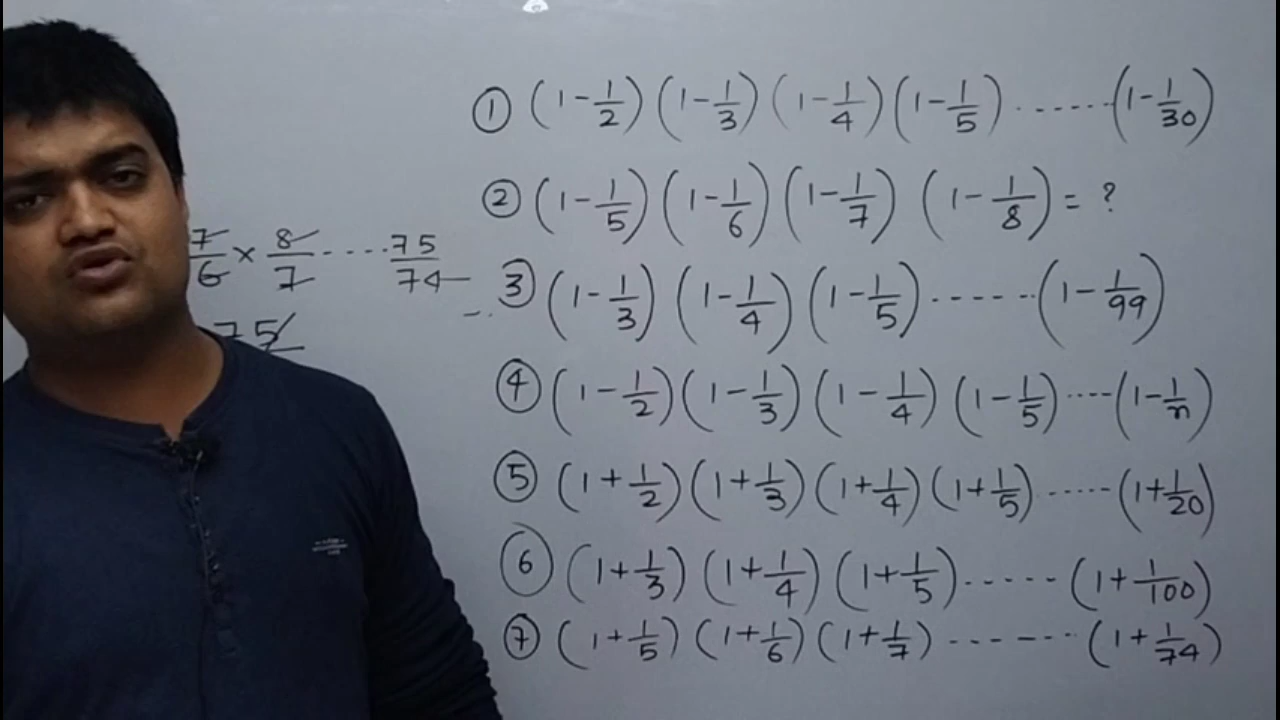 ① (1-1/2) (1-1/3) (1-1/4) (1-1/5) ...... (1-1/30)
② (1-1/5) (1-1/6) (1-1/7) (1-1/8) = ?
7/6 × 8/7 .... 75/74
③ (1-1/3) (1-1/4) (1-1/5) ...... (1-1/99)
75
④ (1-1/2) (1-1/3) (1-1/4) (1-1/5) .... (1-1/n)
⑤ (1+1/2) (1+1/3) (1+1/4) (1+1/5) ...... (1+1/20)
⑥ (1+1/3) (1+1/4) (1+1/5) ...... (1+1/100)
⑦ (1+1/5) (1+1/6) (1+1/7) ....... (1+1/74)